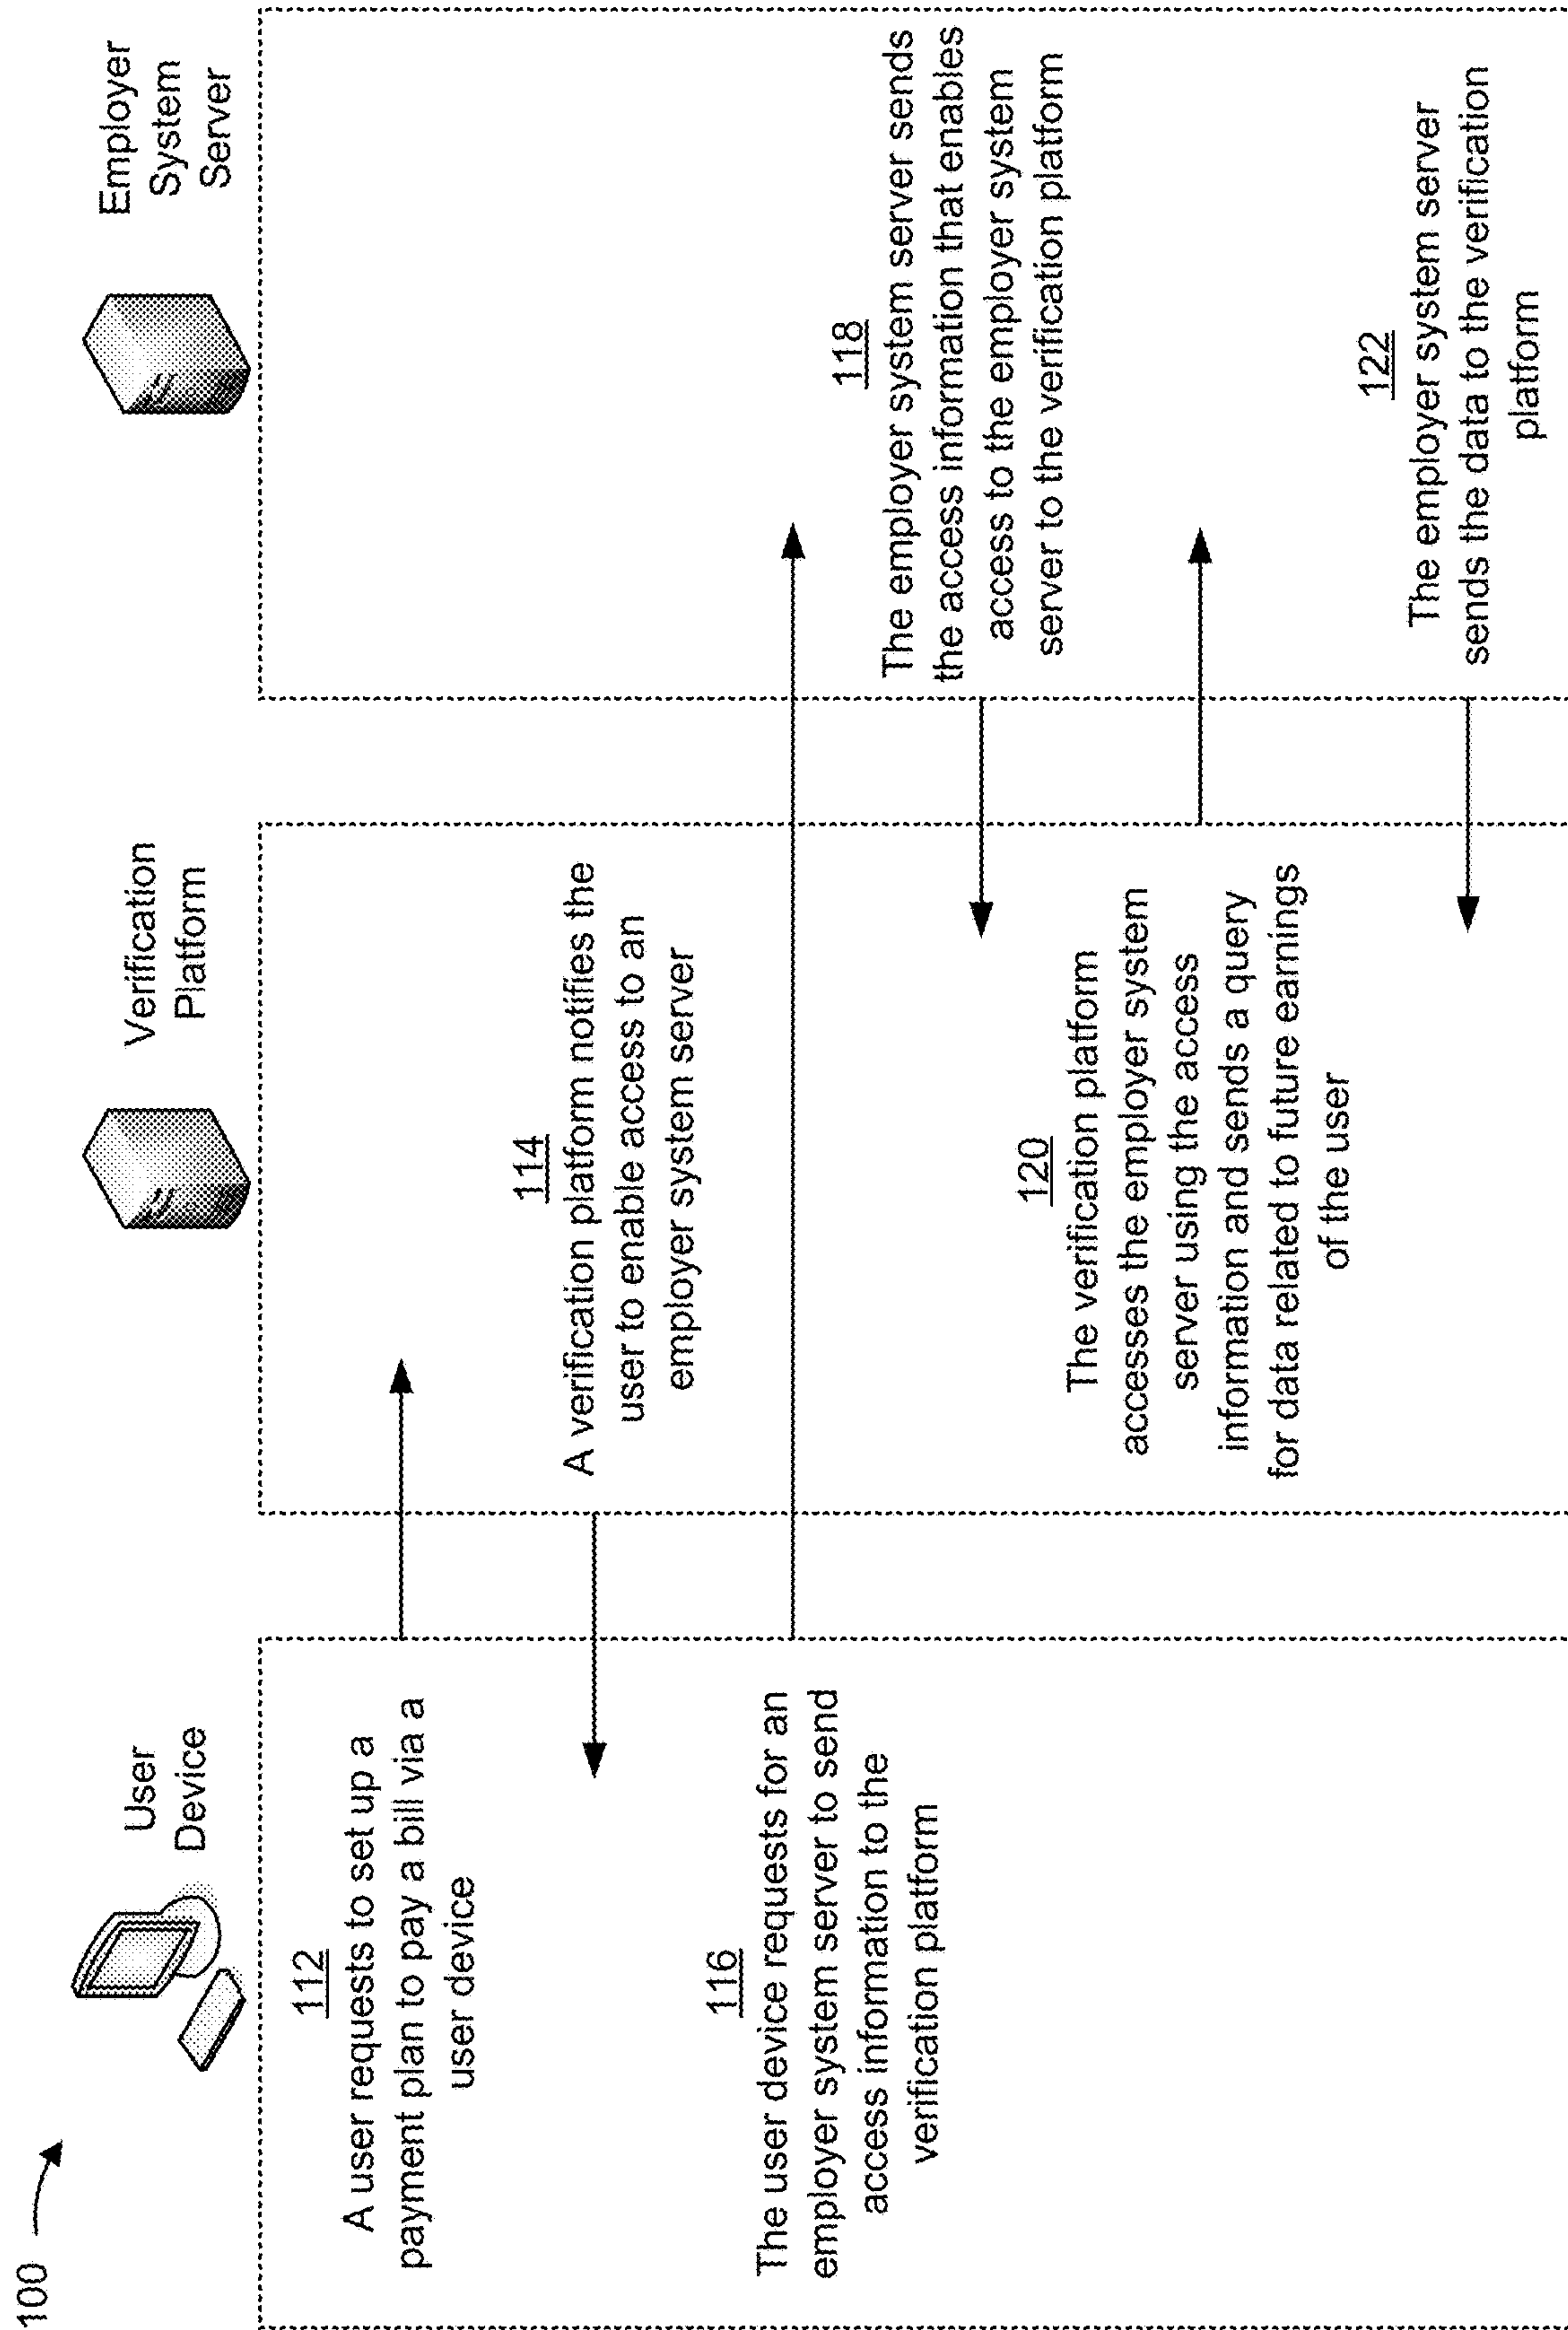 100
User
Device
Verification
Platform
Employer
System
Server
112
A user requests to set up a
payment plan to pay a bill via a
user device
114
A verification platform notifies the
user to enable access to an
employer system server
116
The user device requests for an
employer system server to send
access information to the
verification platform
118
The employer system server sends
the access information that enables
access to the employer system
server to the verification platform
120
The verification platform
accesses the employer system
server using the access
information and sends a query
for data related to future earnings
of the user
122
The employer system server
sends the data to the verification
platform